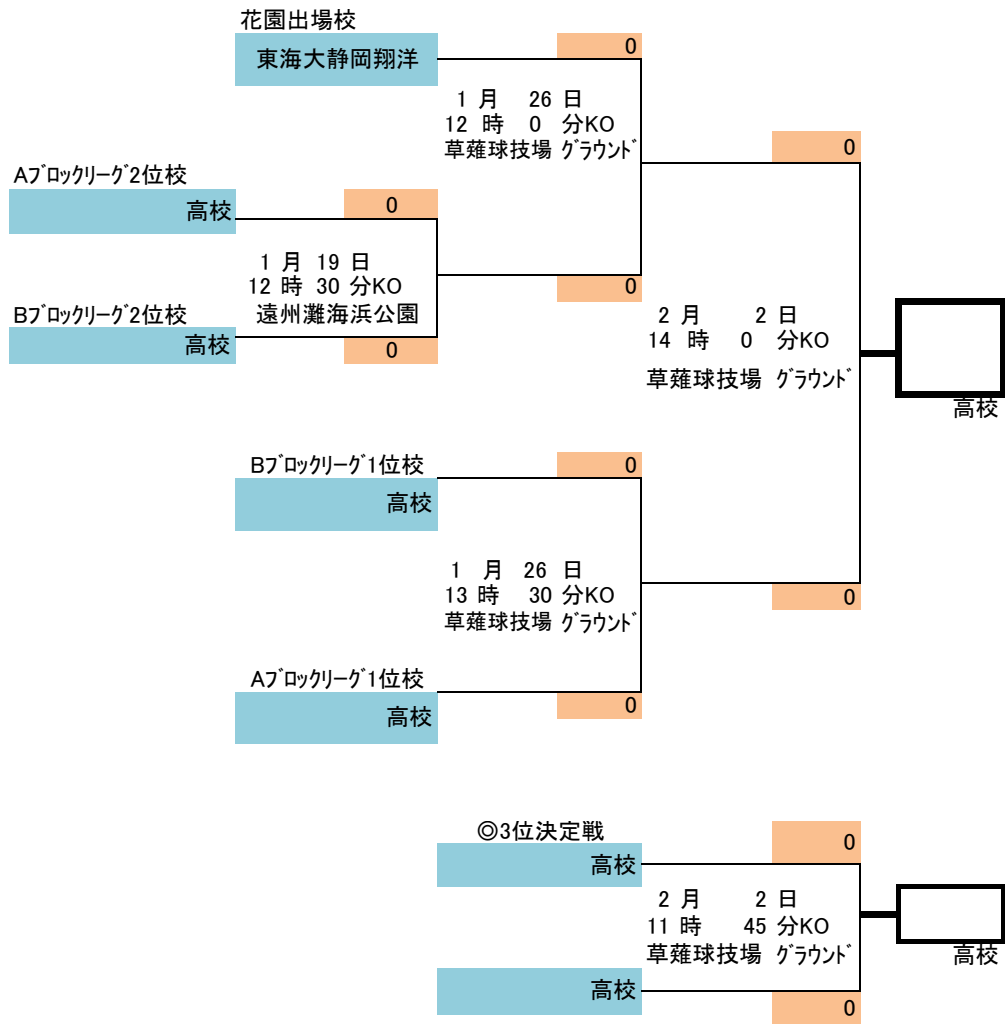 花園出場校
東海大静岡翔洋
0
1 月 26 日
12 時 0 分KO
草薙球技場 グラウンド
0
Aブロックリーグ2位校
高校
0
1 月 19 日
12 時 30 分KO
遠州灘海浜公園
0
Bブロックリーグ2位校
高校
0
0
2 月 2 日
14 時 0 分KO
草薙球技場 グラウンド
高校
Bブロックリーグ1位校
高校
0
1 月 26 日
13 時 30 分KO
草薙球技場 グラウンド
0
Aブロックリーグ1位校
高校
0
◎3位決定戦
高校
0
2 月 2 日
11 時 45 分KO
草薙球技場 グラウンド
高校
高校
0